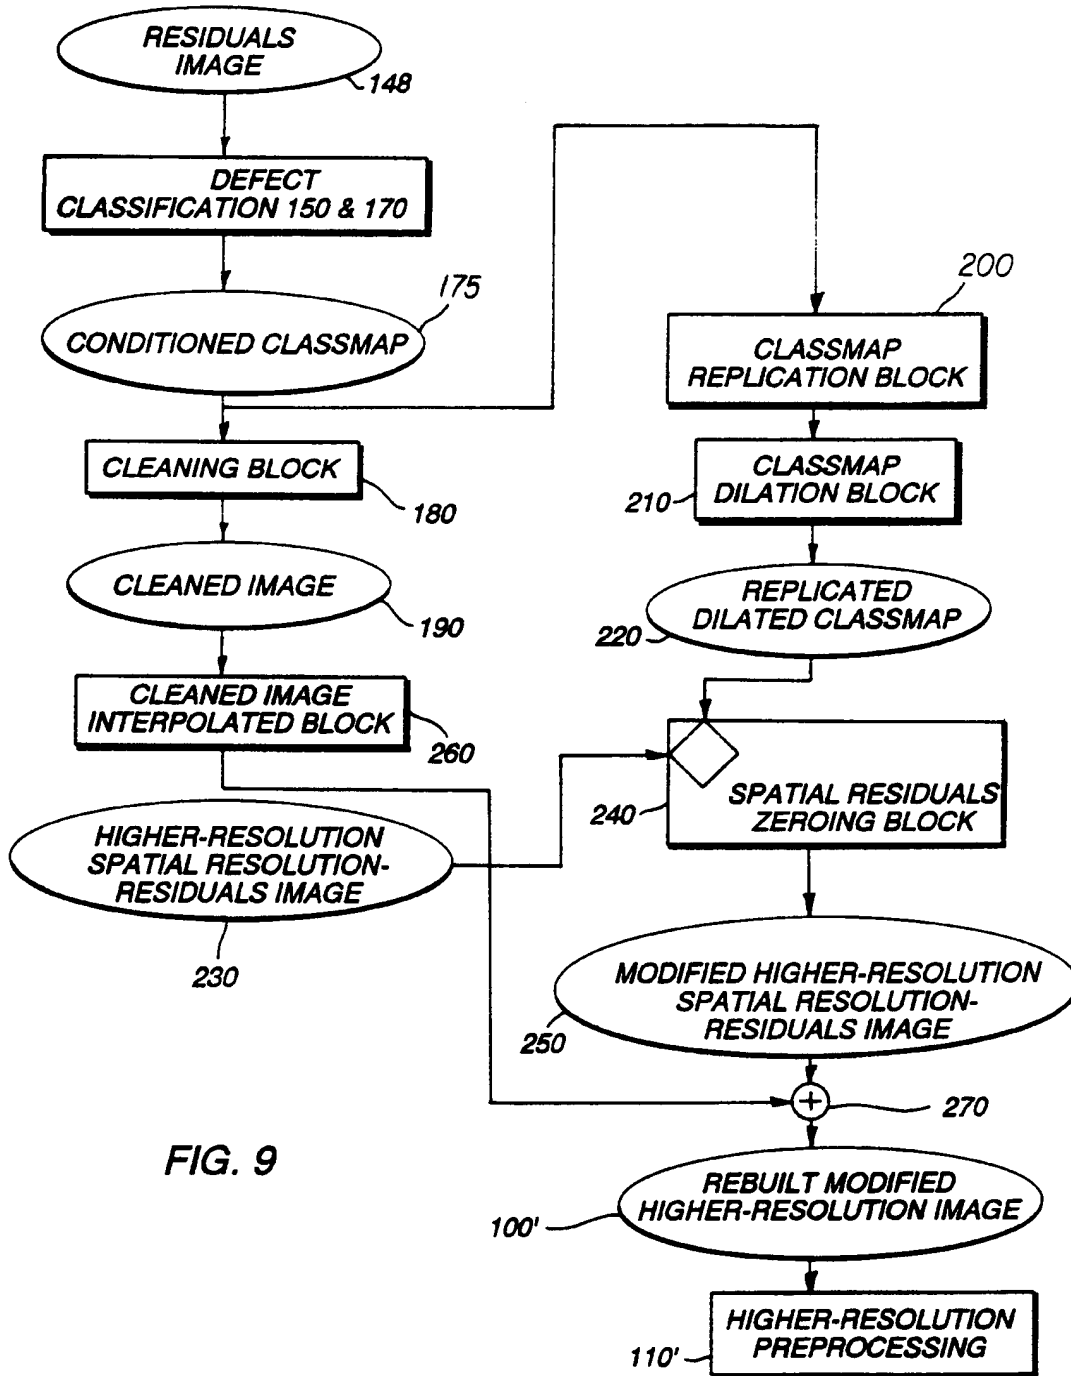 RESIDUALS
IMAGE
148
DEFECT
CLASSIFICATION 150 & 170
175
CONDITIONED CLASSMAP
CLEANING BLOCK
180
CLEANED IMAGE
190
CLEANED IMAGE
INTERPOLATED BLOCK
260
HIGHER-RESOLUTION
SPATIAL RESOLUTION-
RESIDUALS IMAGE
230
200
CLASSMAP
REPLICATION BLOCK
CLASSMAP
DILATION BLOCK
210
REPLICATED
DILATED CLASSMAP
220
SPATIAL RESIDUALS
ZEROING BLOCK
240
MODIFIED HIGHER-RESOLUTION
SPATIAL RESOLUTION-
RESIDUALS IMAGE
250
+
270
REBUILT MODIFIED
HIGHER-RESOLUTION IMAGE
100'
HIGHER-RESOLUTION
PREPROCESSING
110'
FIG. 9